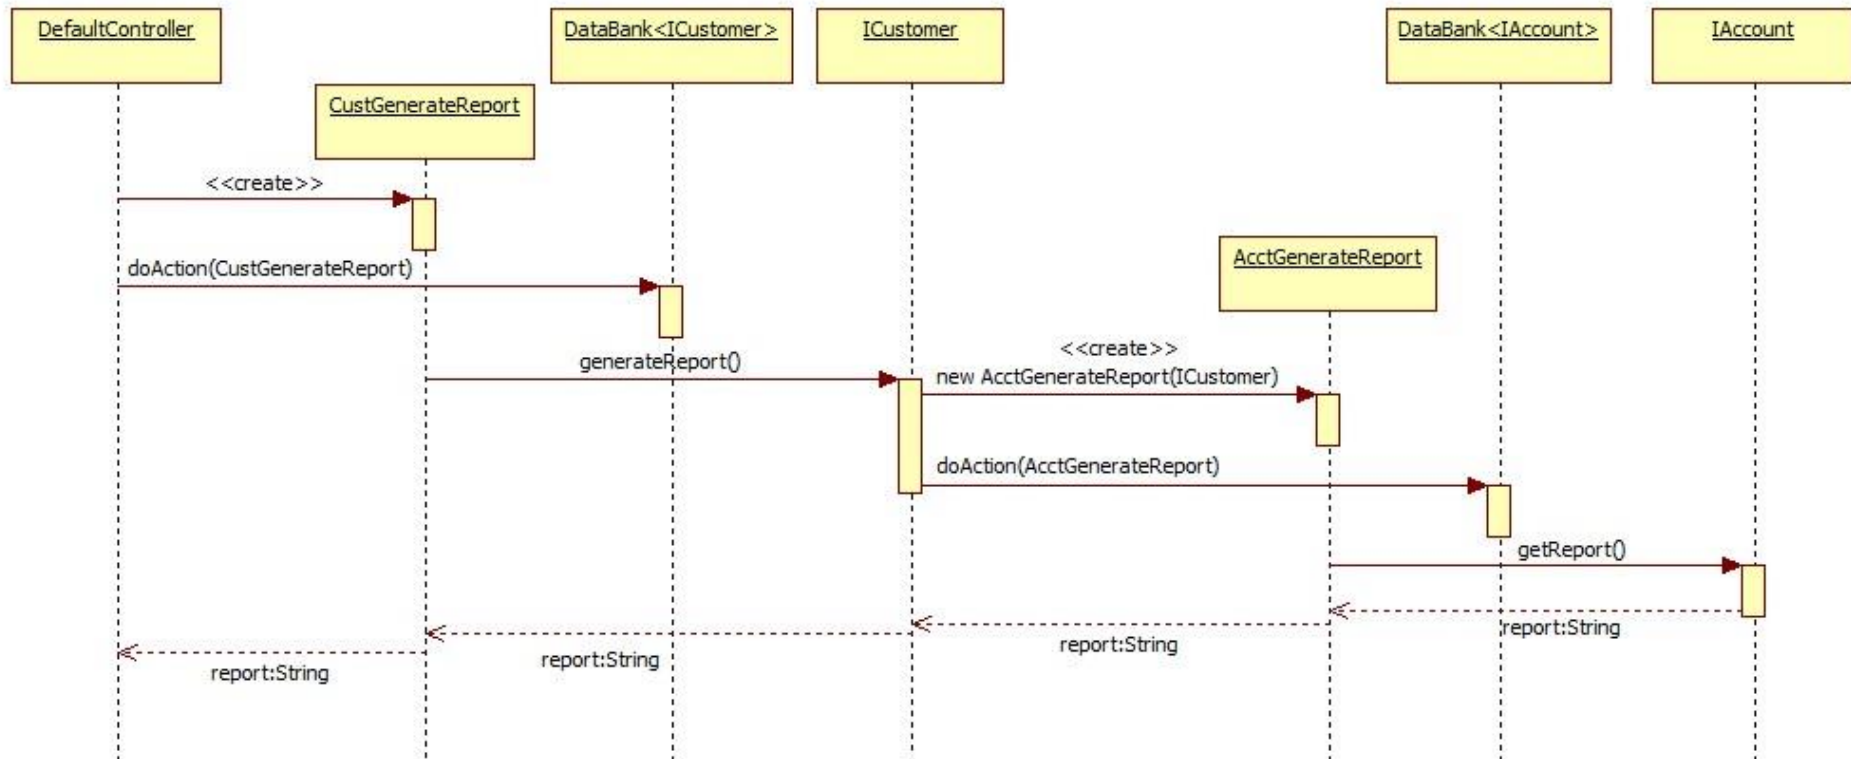 DefaultController
DataBank<ICustomer>
ICustomer
DataBank<IAccount>
IAccount
CustGenerateReport
<<create>>
AcctGenerateReport
doAction(CustGenerateReport)
<<create>>
generateReport()
new AcctGenerateReport(ICustomer)
doAction(AcctGenerateReport)
getReport()
report:String
report:String
report:String
report:String